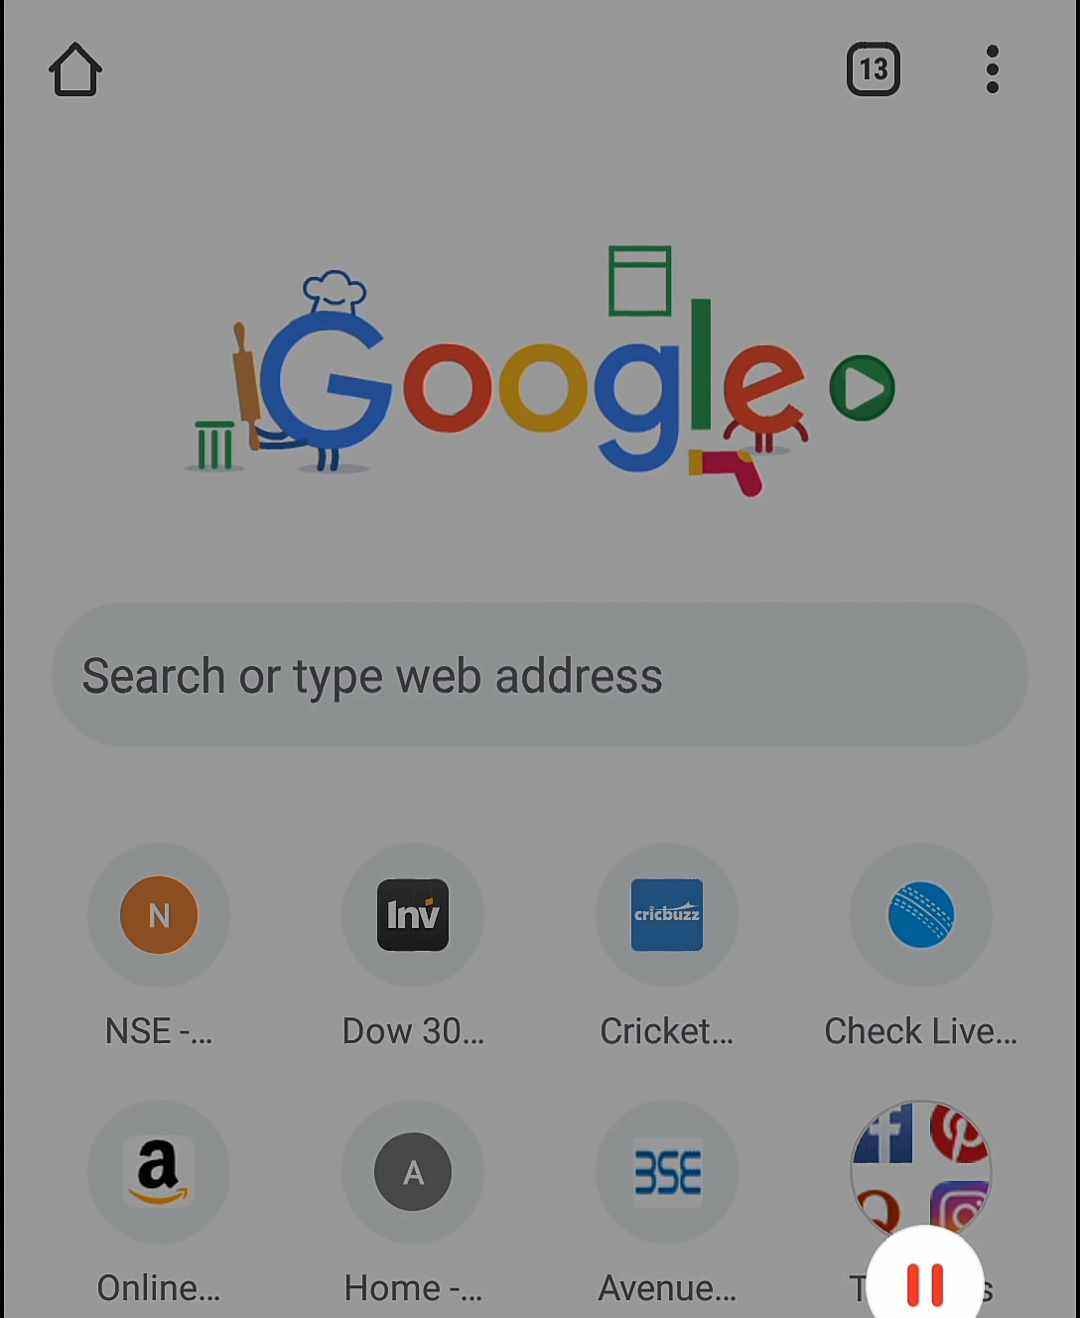 13
Google
Search or type web address
N
Inv
cricbuzz
NSE -...
Dow 30...
Cricket...
Check Live...
a
A
BSE
Online...
Home -...
Avenue...